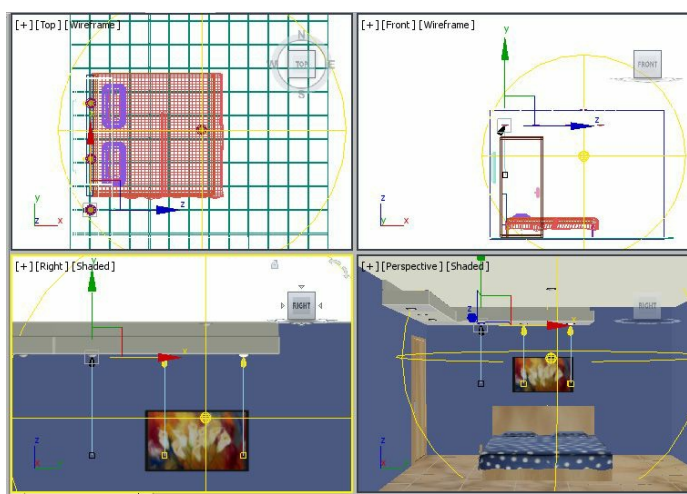 [+] [Top] [Wireframe]
N
W TOP E
S
y
z x
z
[+] [Front] [Wireframe]
FRONT
y
z
z
y x
[+] [Right] [Shaded]
RIGHT
y
x
z
x
[+] [Perspective] [Shaded]
RIGHT
z
x
z